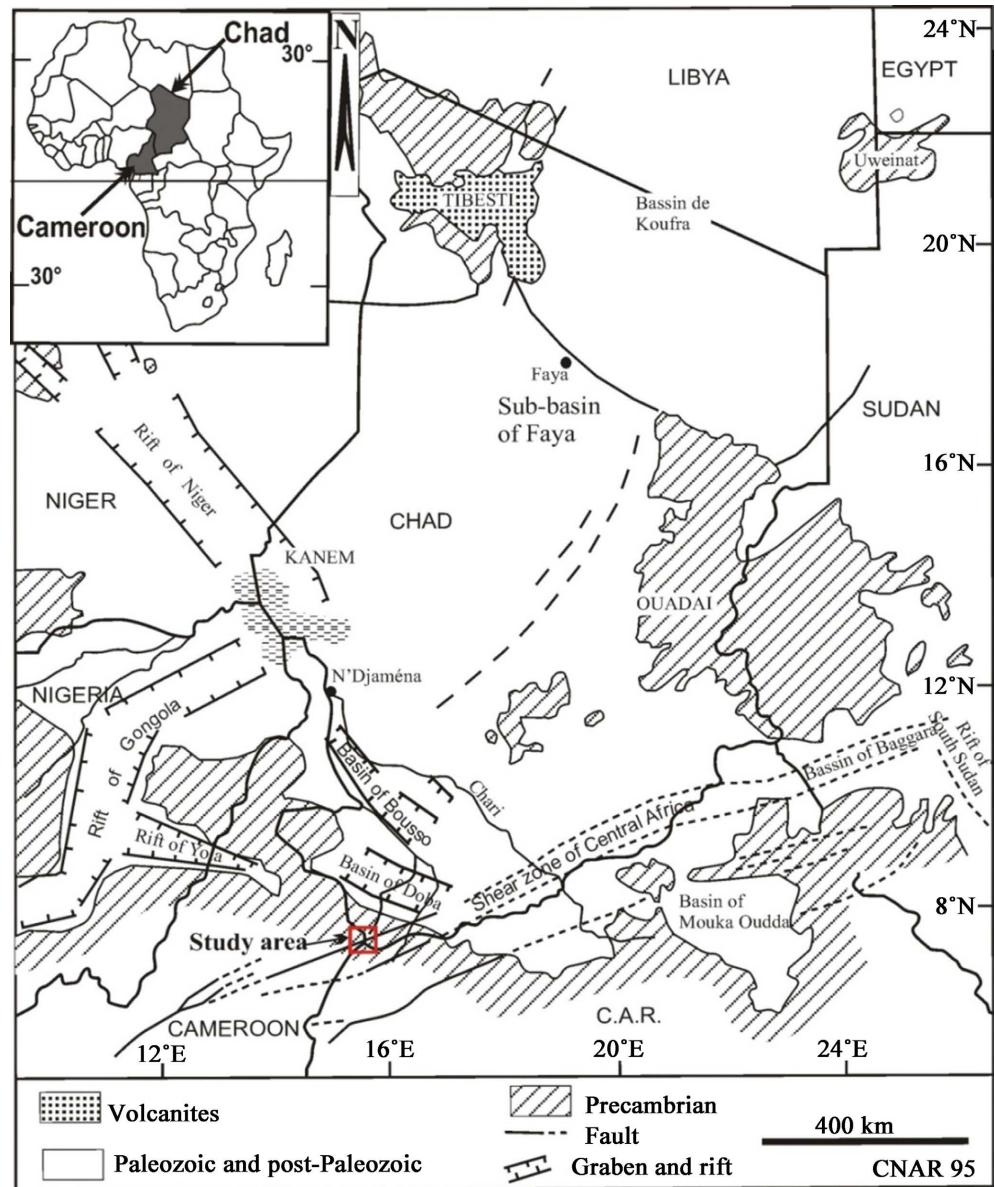 Chad
30°
Cameroon
30°
N
24°N
LIBYA
EGYPT
Uweinat
TIBESTI
Bassin de
Koufra
20°N
Faya
Sub-basin
of Faya
SUDAN
16°N
Rift of Niger
NIGER
CHAD
KANEM
OUADAI
N'Djaména
12°N
NIGERIA
Rift of Gongola
Basin of Bousso
Chari
Bassin of Baggara
Rift of
South Sudan
Rift of Yola
Basin of Doba
Shear zone of Central Africa
Basin of
Mouka Oudda
8°N
Study area
CAMEROON
C.A.R.
12°E
16°E
20°E
24°E
Volcanites
Precambrian
Fault
400 km
Paleozoic and post-Paleozoic
Graben and rift
CNAR 95